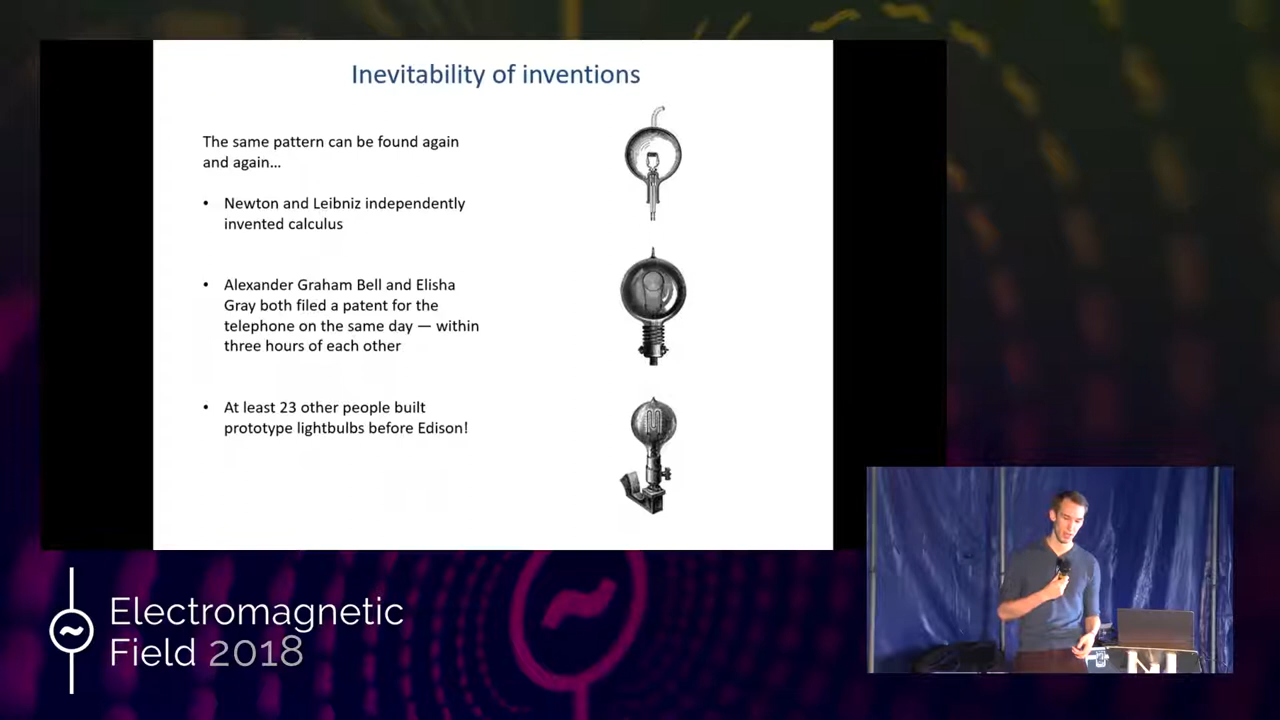 Inevitability of inventions
The same pattern can be found again
and again…
• Newton and Leibniz independently
invented calculus
• Alexander Graham Bell and Elisha
Gray both filed a patent for the
telephone on the same day — within
three hours of each other
• At least 23 other people built
prototype lightbulbs before Edison!
Electromagnetic
Field 2018